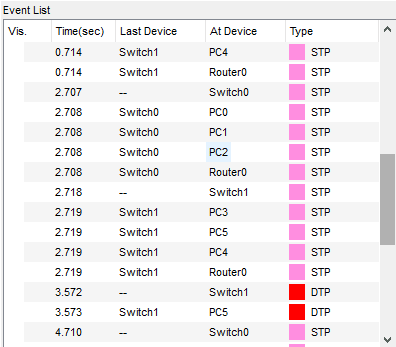 Event List
Vis. Time(sec) Last Device At Device Type
0.714 Switch1 PC4 STP
0.714 Switch1 Router0 STP
2.707 -- Switch0 STP
2.708 Switch0 PC0 STP
2.708 Switch0 PC1 STP
2.708 Switch0 PC2 STP
2.708 Switch0 Router0 STP
2.718 -- Switch1 STP
2.719 Switch1 PC3 STP
2.719 Switch1 PC5 STP
2.719 Switch1 PC4 STP
2.719 Switch1 Router0 STP
3.572 -- Switch1 DTP
3.573 Switch1 PC5 DTP
4.710 -- Switch0 STP